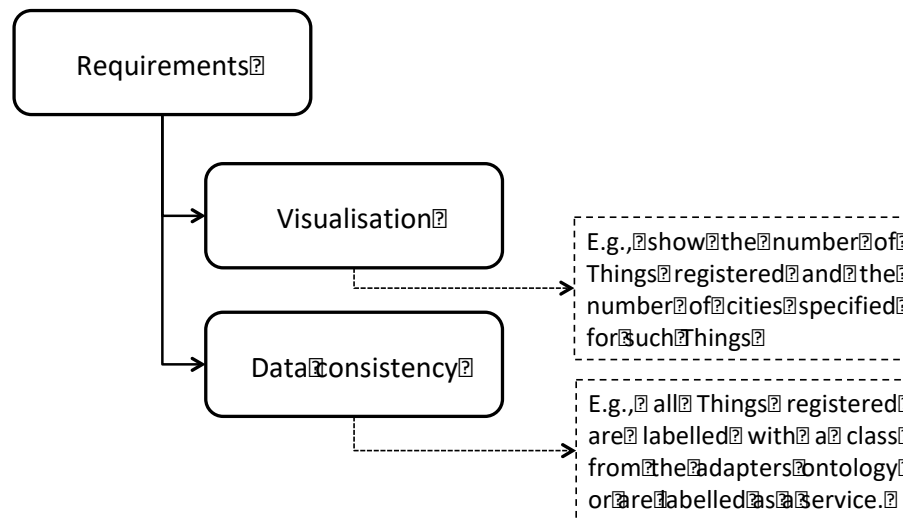 Requirements
Visualisation
E.g., show the number of
Things registered and the
number of cities specified
for such Things
Data consistency
E.g., all Things registered
are labelled with a class
from the adapters ontology
or are labelled as a service.